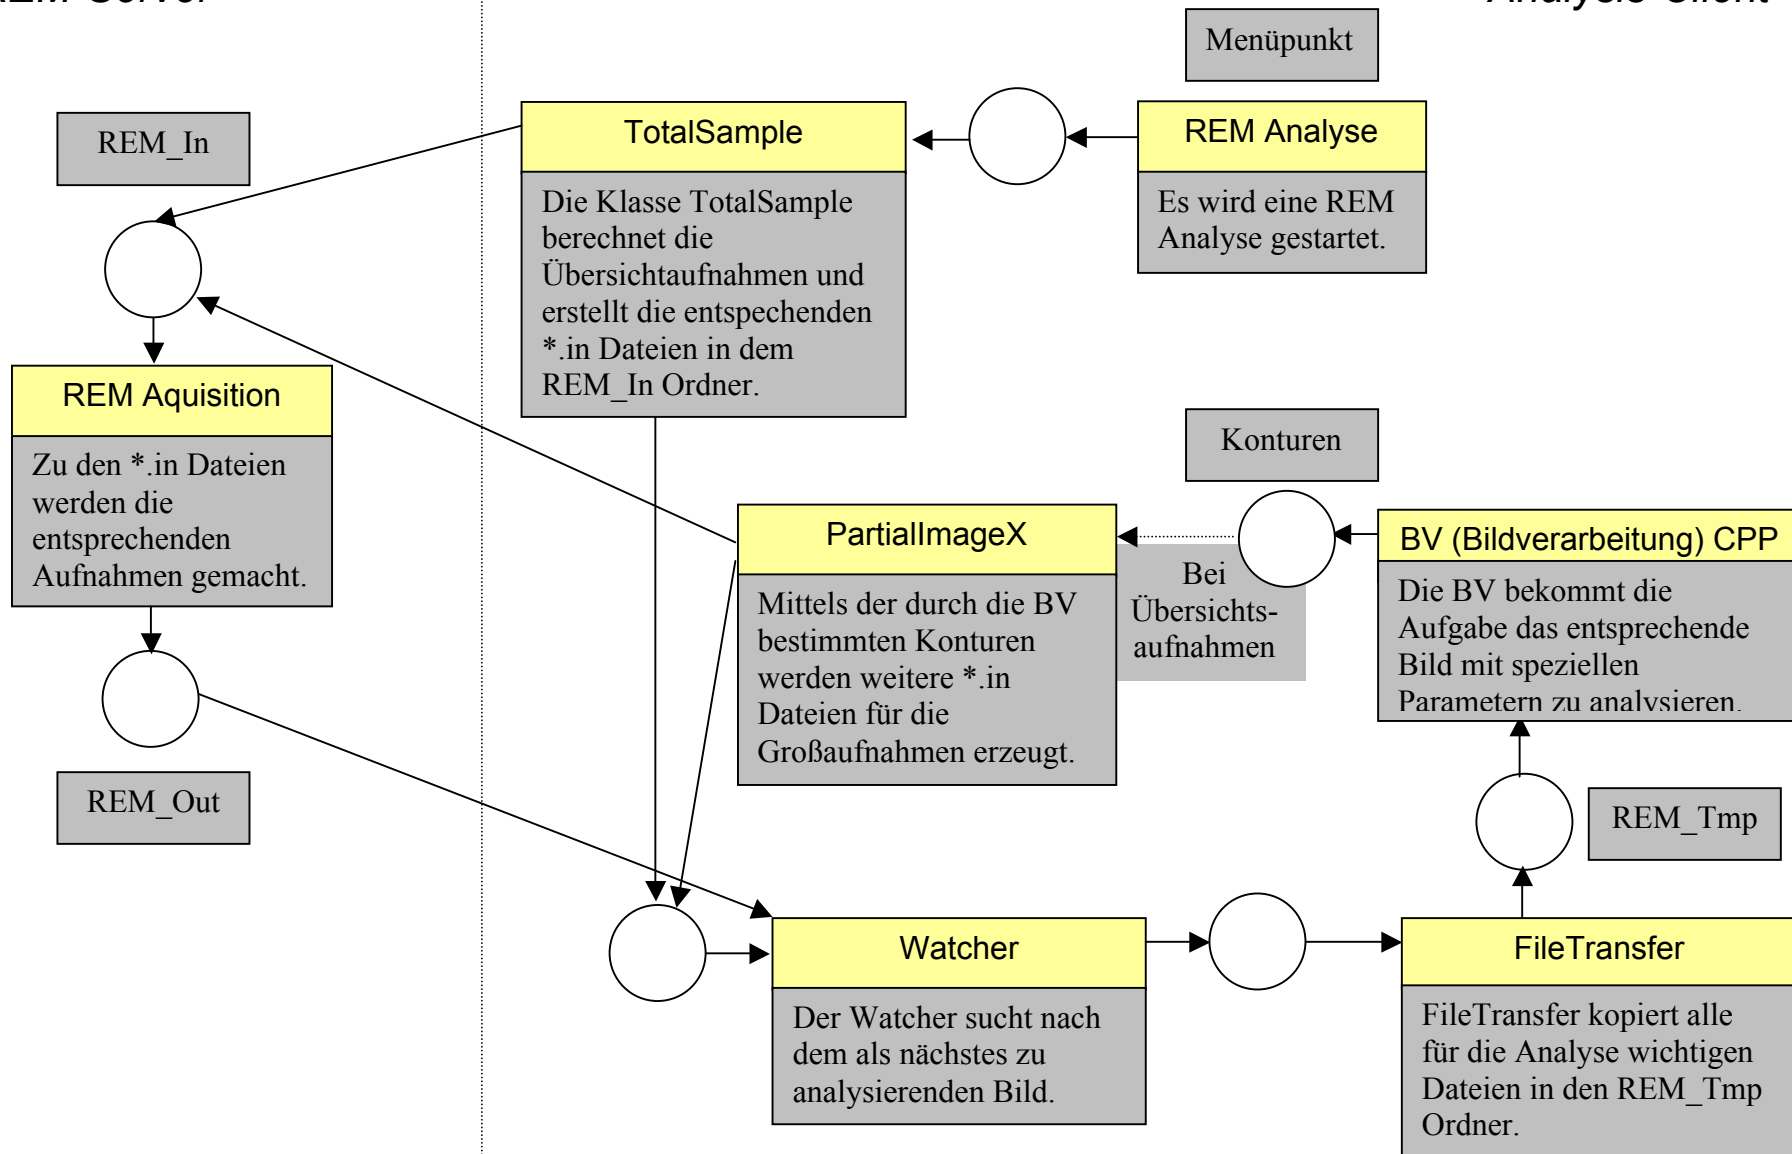 Menüpunkt
REM_In
TotalSample
Die Klasse TotalSample
berechnet die
Übersichtaufnahmen und
erstellt die entspechenden
*.in Dateien in dem
REM_In Ordner.
REM Analyse
Es wird eine REM
Analyse gestartet.
REM Aquisition
Zu den *.in Dateien
werden die
entsprechenden
Aufnahmen gemacht.
Konturen
PartialImageX
Mittels der durch die BV
bestimmten Konturen
werden weitere *.in
Dateien für die
Großaufnahmen erzeugt.
Bei
Übersichts-
aufnahmen
BV (Bildverarbeitung) CPP
Die BV bekommt die
Aufgabe das entsprechende
Bild mit speziellen
Parametern zu analysieren.
REM_Out
REM_Tmp
Watcher
Der Watcher sucht nach
dem als nächstes zu
analysierenden Bild.
FileTransfer
FileTransfer kopiert alle
für die Analyse wichtigen
Dateien in den REM_Tmp
Ordner.